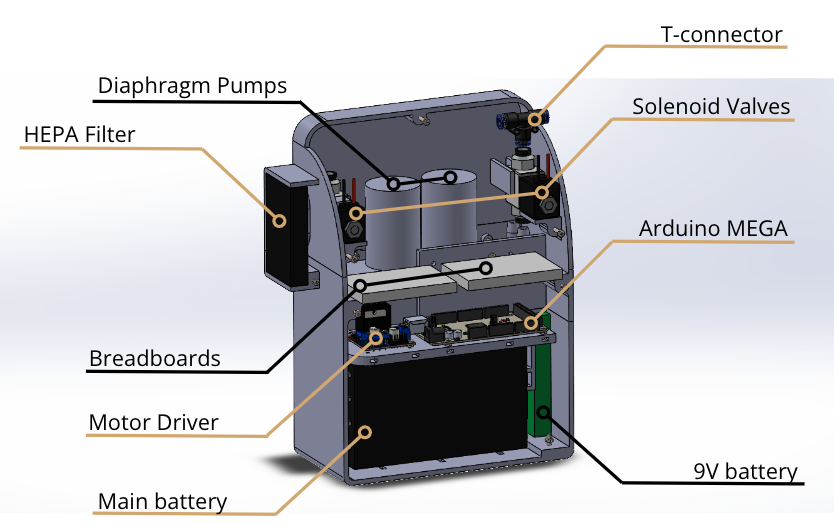 T-connector
Diaphragm Pumps
Solenoid Valves
HEPA Filter
Arduino MEGA
Breadboards
Motor Driver
9V battery
Main battery